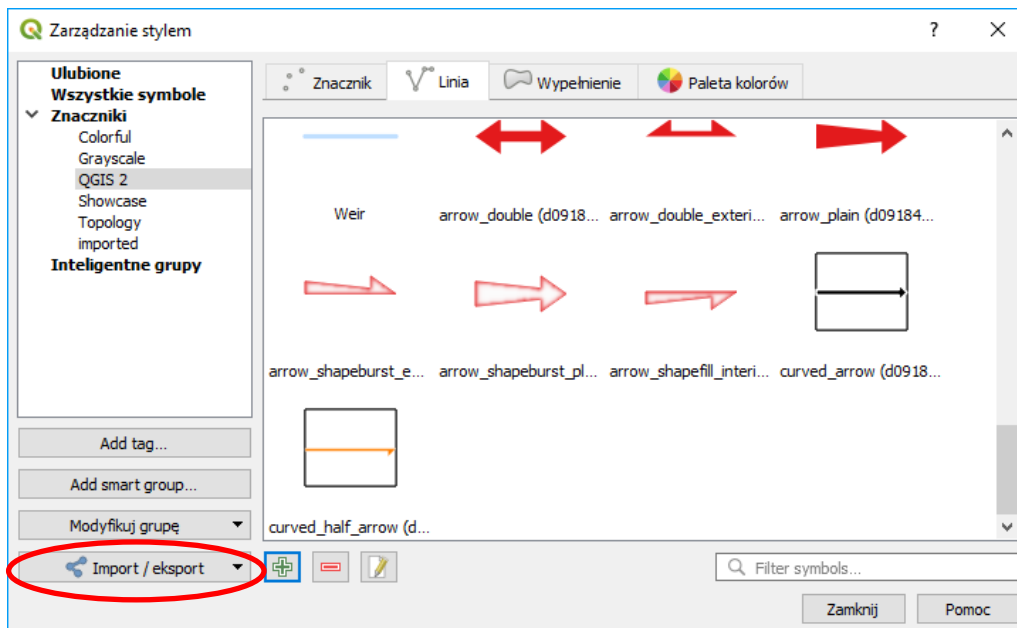 Zarządzanie stylem
?
Ulubione
Wszystkie symbole
Znaczniki
Colorful
Grayscale
QGIS 2
Showcase
Topology
imported
Inteligentne grupy
Add tag...
Add smart group...
Modyfikuj grupę
Import / eksport
Znacznik
Linia
Wypełnienie
Paleta kolorów
Weir
arrow_double (d0918...
arrow_double_exteri...
arrow_plain (d09184...
arrow_shapeburst_e...
arrow_shapeburst_pl...
arrow_shapefill_interi...
curved_arrow (d0918...
curved_half_arrow (d...
Filter symbols...
Zamknij
Pomoc